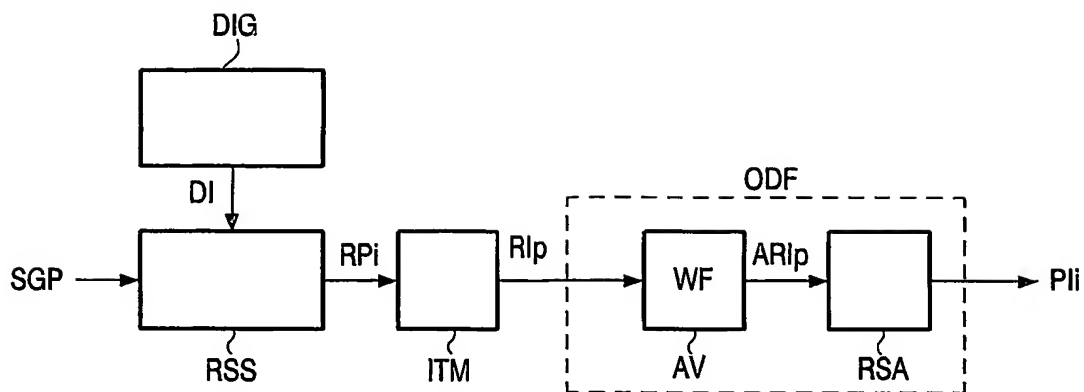 DIG
DI
ODF
SGP
RPi
RIp
WF
ARIp
PIi
RSS
ITM
AV
RSA